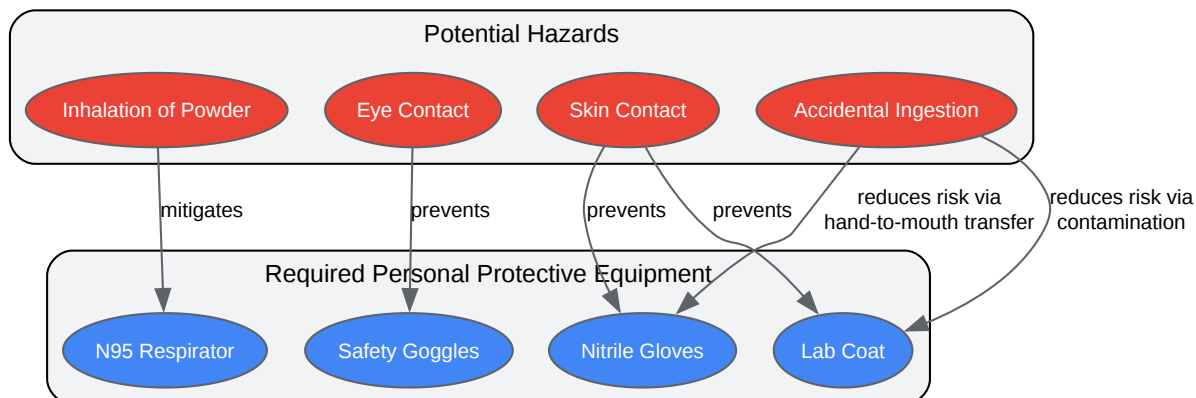 Potential Hazards
Inhalation of Powder
Eye Contact
Skin Contact
Accidental Ingestion
mitigates
prevents
prevents
prevents
reduces risk via
hand-to-mouth transfer
reduces risk via
contamination
Required Personal Protective Equipment
N95 Respirator
Safety Goggles
Nitrile Gloves
Lab Coat